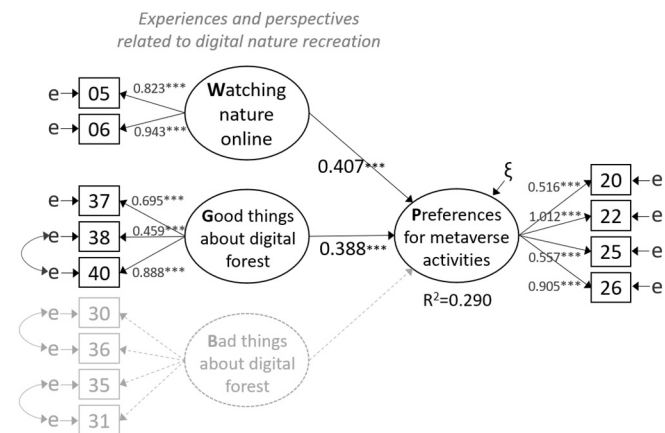 Experiences and perspectives
related to digital nature recreation
e 05 0.823***
e 06 0.943***
Watching
nature
online
0.407***
e 37 0.695***
e 38 0.459***
e 40 0.888***
Good things
about digital
forest
0.388***
ξ
Preferences
for metaverse
activities
R²=0.290
0.516*** 20 e
1.012*** 22 e
0.557*** 25 e
0.905*** 26 e
e 30
e 36
e 35
e 31
Bad things
about digital
forest